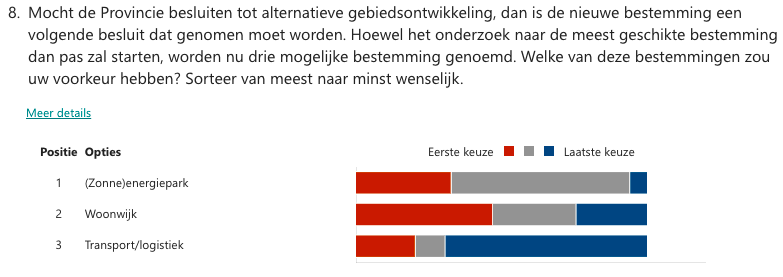 8. Mocht de Provincie besluiten tot alternatieve gebiedsontwikkeling, dan is de nieuwe bestemming een
volgende besluit dat genomen moet worden. Hoewel het onderzoek naar de meest geschikte bestemming
dan pas zal starten, worden nu drie mogelijke bestemming genoemd. Welke van deze bestemmingen zou
uw voorkeur hebben? Sorteer van meest naar minst wenselijk.
Meer details
Positie Opties Eerste keuze Laatste keuze
1 (Zonne)energiepark
2 Woonwijk
3 Transport/logistiek